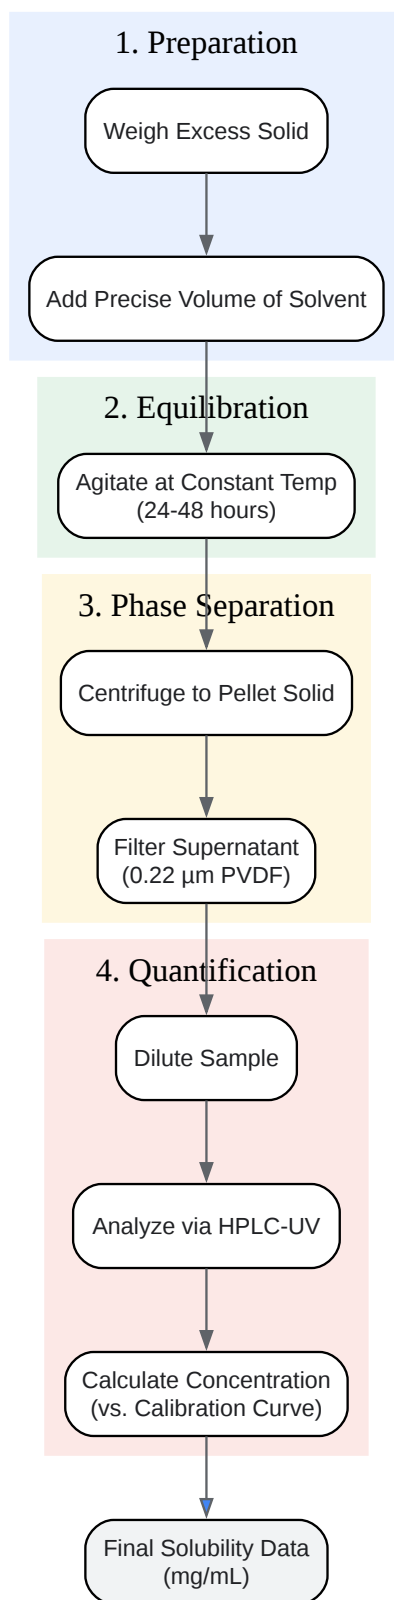 1. Preparation
Weigh Excess Solid
Add Precise Volume of Solvent
2. Equilibration
Agitate at Constant Temp
(24-48 hours)
3. Phase Separation
Centrifuge to Pellet Solid
Filter Supernatant
(0.22 µm PVDF)
4. Quantification
Dilute Sample
Analyze via HPLC-UV
Calculate Concentration
(vs. Calibration Curve)
Final Solubility Data
(mg/mL)